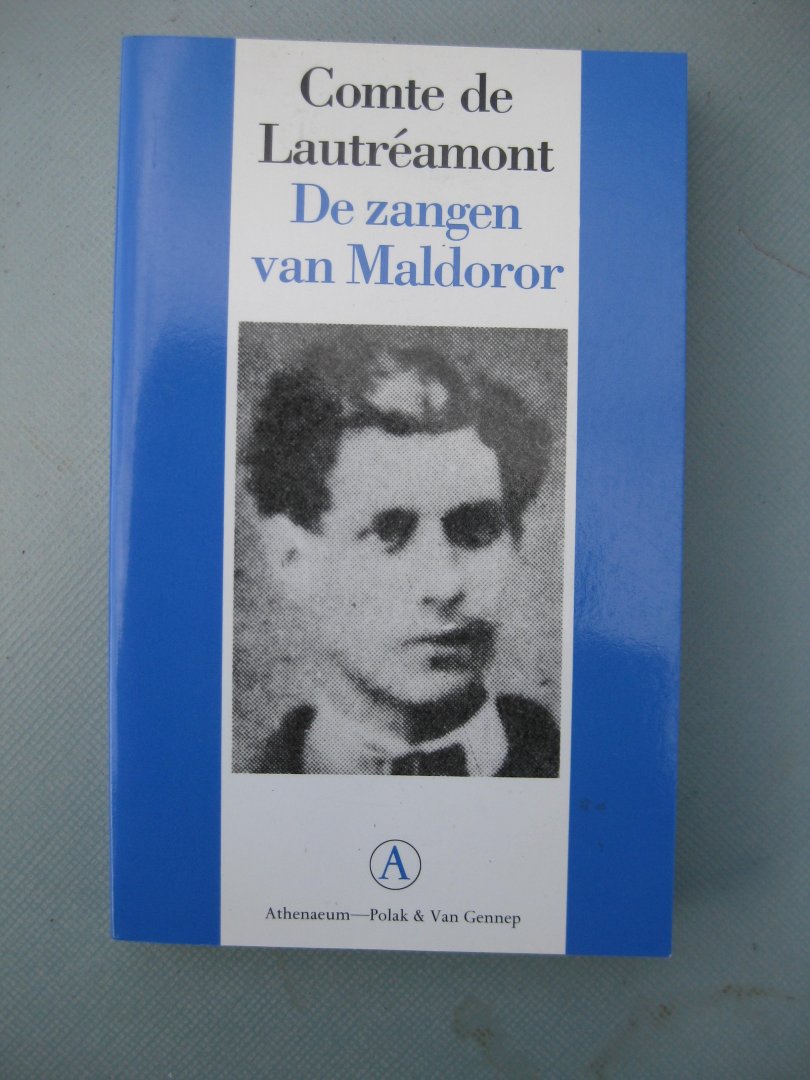 Comte de
Lautréamont
De zangen
van Maldoror
A
Athenaeum—Polak & Van Gennep